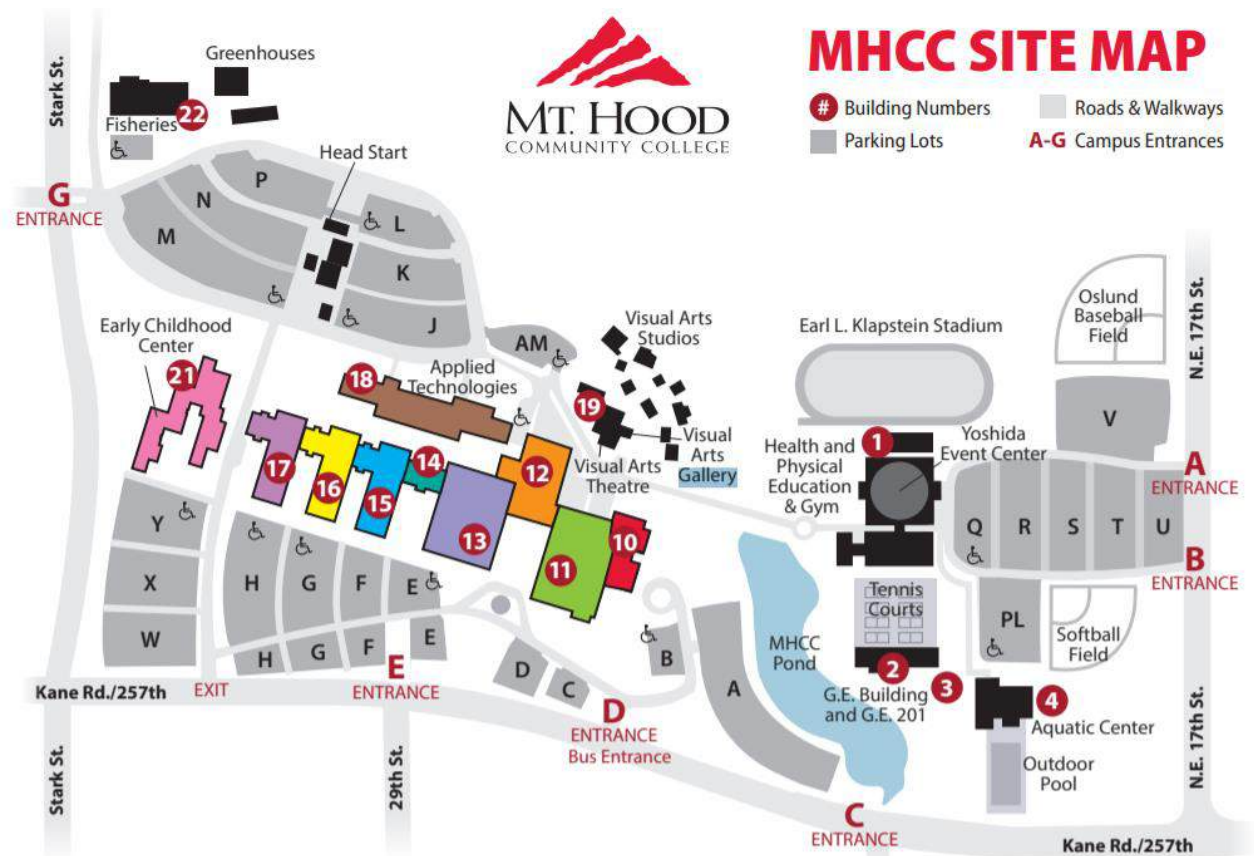 MHCC SITE MAP
# Building Numbers
Roads & Walkways
Parking Lots
A-G Campus Entrances
MT. HOOD
COMMUNITY COLLEGE
Stark St.
Greenhouses
Fisheries
22
Head Start
G
ENTRANCE
P
N
M
L
K
J
Early Childhood
Center
21
18
Applied
Technologies
AM
Visual Arts
Studios
19
Visual
Arts
Gallery
Visual Arts
Theatre
Earl L. Klapstein Stadium
Oslund
Baseball
Field
N.E. 17th St.
V
1
Health and
Physical
Education
& Gym
Yoshida
Event Center
A
ENTRANCE
Q
R
S
T
U
B
ENTRANCE
17
16
15
14
13
12
11
10
Y
X
W
H
G
F
E
H
G
F
E
D
C
B
A
MHCC
Pond
Tennis
Courts
PL
Softball
Field
2
3
G.E. Building
and G.E. 201
4
Aquatic Center
Outdoor
Pool
Kane Rd./257th
EXIT
E
ENTRANCE
D
ENTRANCE
Bus Entrance
Stark St.
29th St.
C
ENTRANCE
N.E. 17th St.
Kane Rd./257th